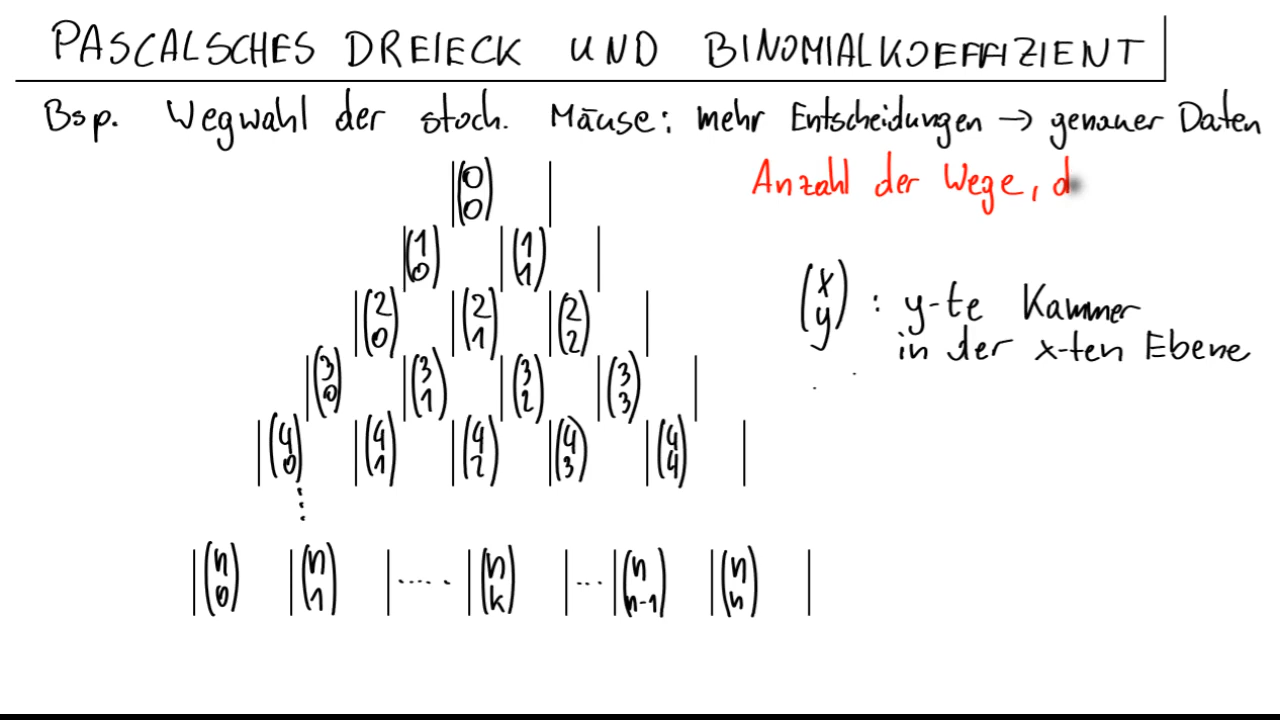 PASCALSCHES DREIECK UND BINOMIALKOEFFIZIENT
Bsp. Wegwahl der stoch. Mäuse: mehr Entscheidungen → genauer Daten
Anzahl der Wege, d
|(0 0) |
|(1 0) |(1 1) |
(x y) : y-te Kammer
in der x-ten Ebene
|(2 0) |(2 1) |(2 2) |
|(3 0) |(3 1) |(3 2) |(3 3) |
|(4 0) |(4 1) |(4 2) |(4 3) |(4 4) |
⋮
|(n 0) |(n 1) |..... |(n k) |... |(n n-1) |(n n) |